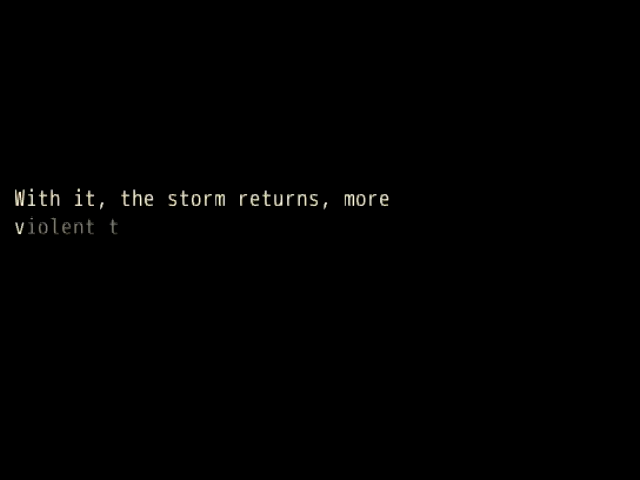 With it, the storm returns, more
violent t